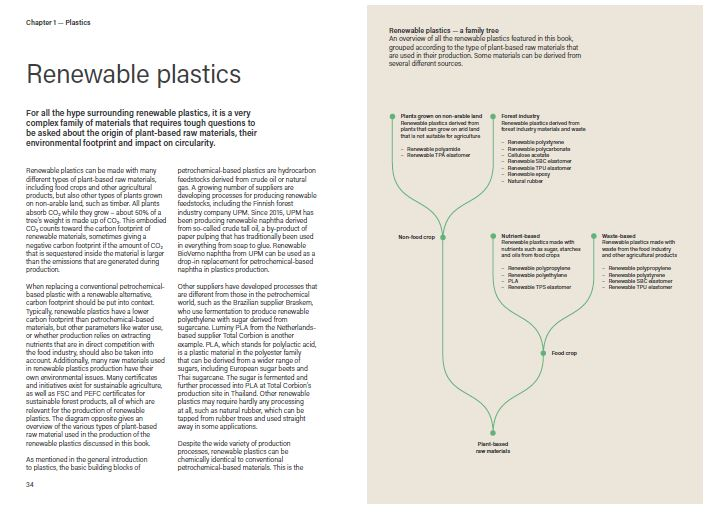 Chapter 1 — Plastics
Renewable plastics
For all the hype surrounding renewable plastics, it is a very
complex family of materials that requires tough questions to
be asked about the origin of plant-based raw materials, their
environmental footprint and impact on circularity.
Renewable plastics can be made with many
different types of plant-based raw materials,
including food crops and other agricultural
products, but also other types of plants grown
on non-arable land, such as timber. All plants
absorb CO₂ while they grow – about 50% of a
tree's weight is made up of CO₂. This embodied
CO₂ counts toward the carbon footprint of
renewable materials, sometimes giving a
negative carbon footprint if the amount of CO₂
that is sequestered inside the material is larger
than the emissions that are generated during
production.
When replacing a conventional petrochemical-
based plastic with a renewable alternative,
carbon footprint should be put into context.
Typically, renewable plastics have a lower
carbon footprint than petrochemical-based
materials, but other parameters like water use,
or whether production relies on extracting
nutrients that are in direct competition with
the food industry, should also be taken into
account. Additionally, many raw materials used
in renewable plastics production have their
own environmental issues. Many certificates
and initiatives exist for sustainable agriculture,
as well as FSC and PEFC certificates for
sustainable forest products, all of which are
relevant for the production of renewable
plastics. The diagram opposite gives an
overview of the various types of plant-based
raw material used in the production of the
renewable plastics discussed in this book.
As mentioned in the general introduction
to plastics, the basic building blocks of
petrochemical-based plastics are hydrocarbon
feedstocks derived from crude oil or natural
gas. A growing number of suppliers are
developing processes for producing renewable
feedstocks, including the Finnish forest
industry company UPM. Since 2015, UPM has
been producing renewable naphtha derived
from so-called crude tall oil, a by-product of
paper pulping that has traditionally been used
in everything from soap to glue. Renewable
BioVerno naphtha from UPM can be used as a
drop-in replacement for petrochemical-based
naphtha in plastics production.
Other suppliers have developed processes that
are different from those in the petrochemical
world, such as the Brazilian supplier Braskem,
who use fermentation to produce renewable
polyethylene with sugar derived from
sugarcane. Luminy PLA from the Netherlands-
based supplier Total Corbion is another
example. PLA, which stands for polylactic acid,
is a plastic material in the polyester family
that can be derived from a wider range of
sugars, including European sugar beets and
Thai sugarcane. The sugar is fermented and
further processed into PLA at Total Corbion's
production site in Thailand. Other renewable
plastics may require hardly any processing
at all, such as natural rubber, which can be
tapped from rubber trees and used straight
away in some applications.
Despite the wide variety of production
processes, renewable plastics can be
chemically identical to conventional
petrochemical-based materials. This is the
34
Renewable plastics — a family tree
An overview of all the renewable plastics featured in this book,
grouped according to the type of plant-based raw materials that
are used in their production. Some materials can be derived from
several different sources.
Plants grown on non-arable land
Renewable plastics derived from
plants that can grow on arid land
that is not suitable for agriculture
– Renewable polyamide
– Renewable TPA elastomer
Forest industry
Renewable plastics derived from
forest industry materials and waste
– Renewable polystyrene
– Renewable polycarbonate
– Cellulose acetate
– Renewable SBC elastomer
– Renewable TPU elastomer
– Renewable epoxy
– Natural rubber
Non-food crop
Nutrient-based
Renewable plastics made with
nutrients such as sugar, starches
and oils from food crops
– Renewable polypropylene
– Renewable polyethylene
– PLA
– Renewable TPS elastomer
Waste-based
Renewable plastics made with
waste from the food industry
and other agricultural products
– Renewable polypropylene
– Renewable polystyrene
– Renewable SBC elastomer
– Renewable TPU elastomer
Food crop
Plant-based
raw materials